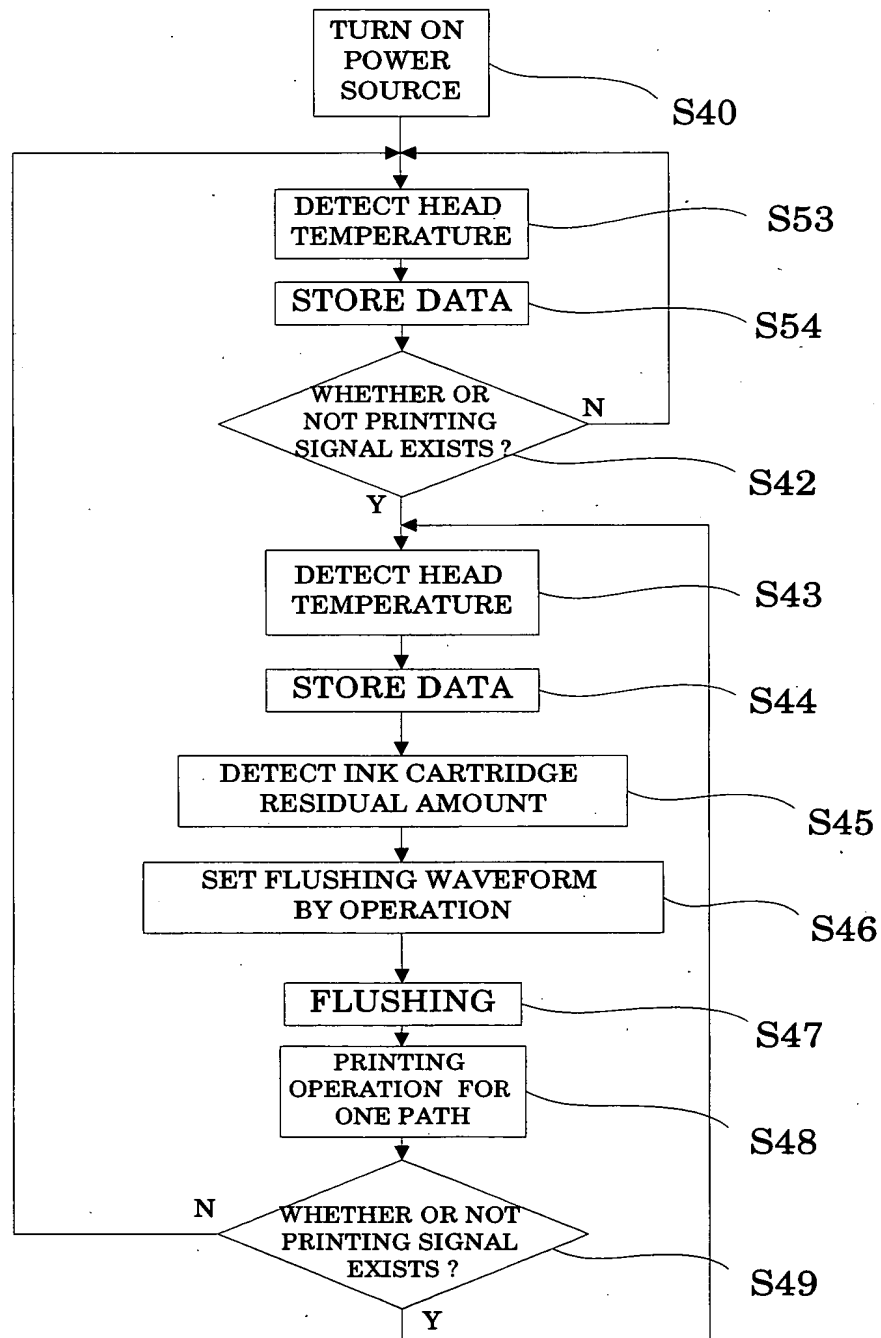 TURN ON
POWER
SOURCE
S40
DETECT HEAD
TEMPERATURE
S53
STORE DATA
S54
WHETHER OR
NOT PRINTING
SIGNAL EXISTS ?
N
S42
Y
DETECT HEAD
TEMPERATURE
S43
STORE DATA
S44
DETECT INK CARTRIDGE
RESIDUAL AMOUNT
S45
SET FLUSHING WAVEFORM
BY OPERATION
S46
FLUSHING
S47
PRINTING
OPERATION FOR
ONE PATH
S48
N
WHETHER OR NOT
PRINTING SIGNAL
EXISTS ?
S49
Y